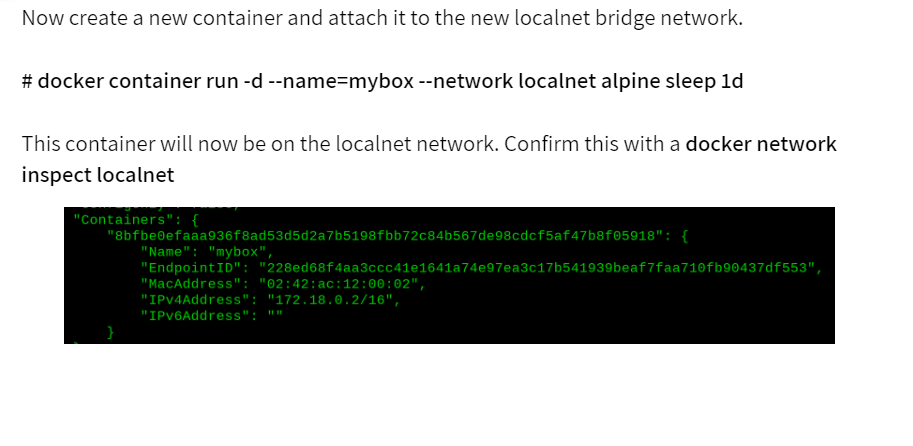 Now create a new container and attach it to the new localnet bridge network.
# docker container run -d --name=mybox --network localnet alpine sleep 1d
This container will now be on the localnet network. Confirm this with a docker network
inspect localnet
"Containers": {
"8bfbe0efaaa936f8ad53d5d2a7b5198fbb72c84b567de98cdcf5af47b8f05918": {
"Name": "mybox",
"EndpointID": "228ed68f4aa3ccc41e1641a74e97ea3c17b541939beaf7faa710fb90437df553",
"MacAddress": "02:42:ac:12:00:02",
"IPv4Address": "172.18.0.2/16",
"IPv6Address": ""
}